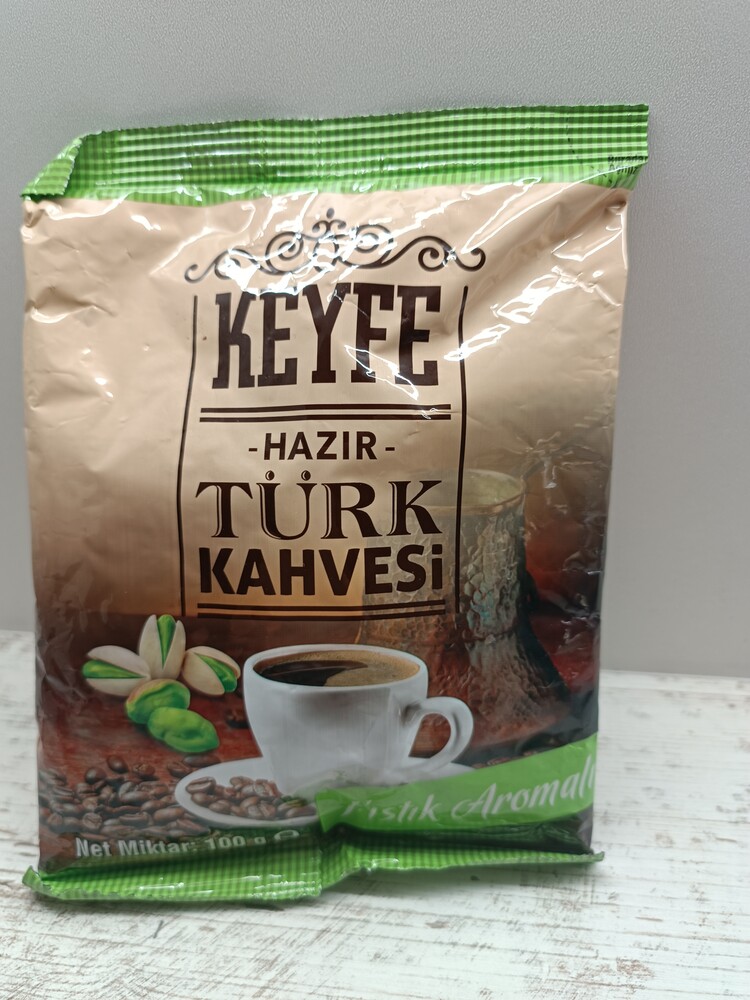 KEYFE
-HAZIR-
TÜRK
KAHVESİ
Fıstık Aromalı
Net Miktar: 100 g e